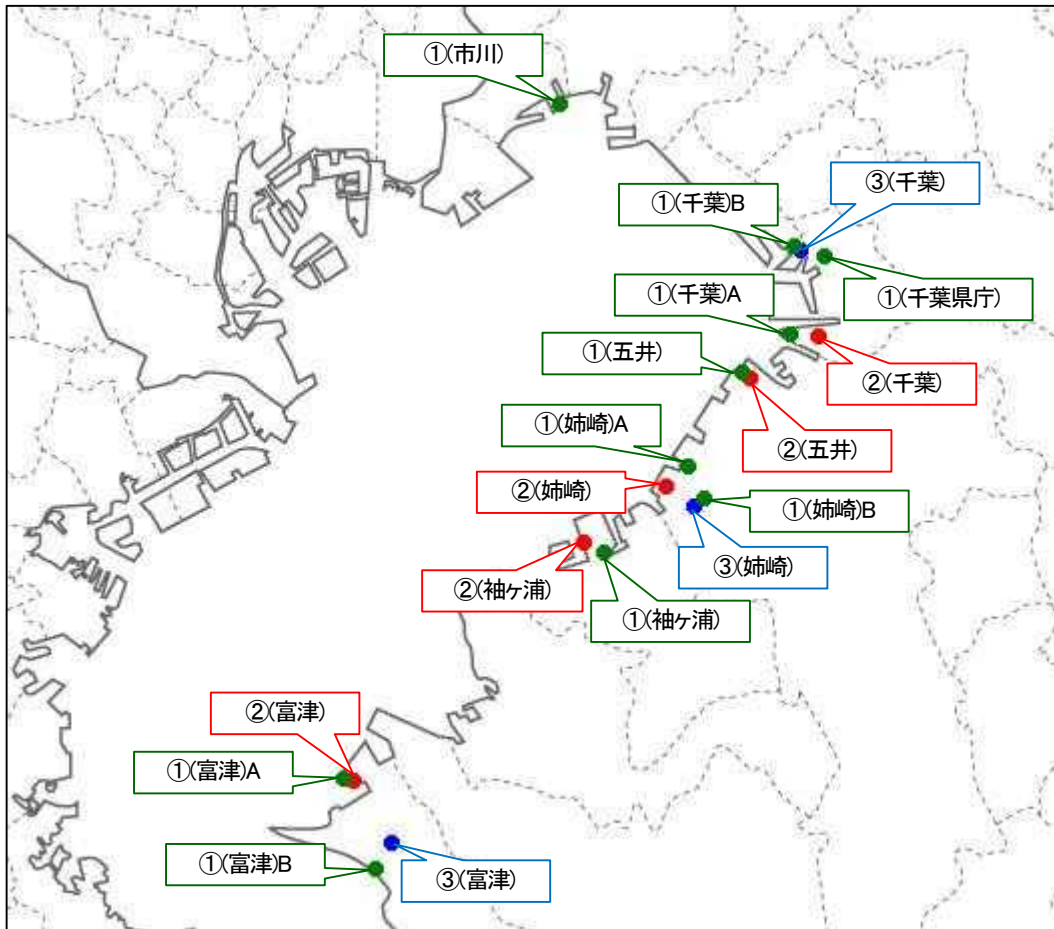 ①(市川)
③(千葉)
①(千葉)B
①(千葉県庁)
①(千葉)A
①(五井)
②(千葉)
①(姉崎)A
②(五井)
②(姉崎)
①(姉崎)B
③(姉崎)
②(袖ヶ浦)
①(袖ヶ浦)
②(富津)
①(富津)A
①(富津)B
③(富津)